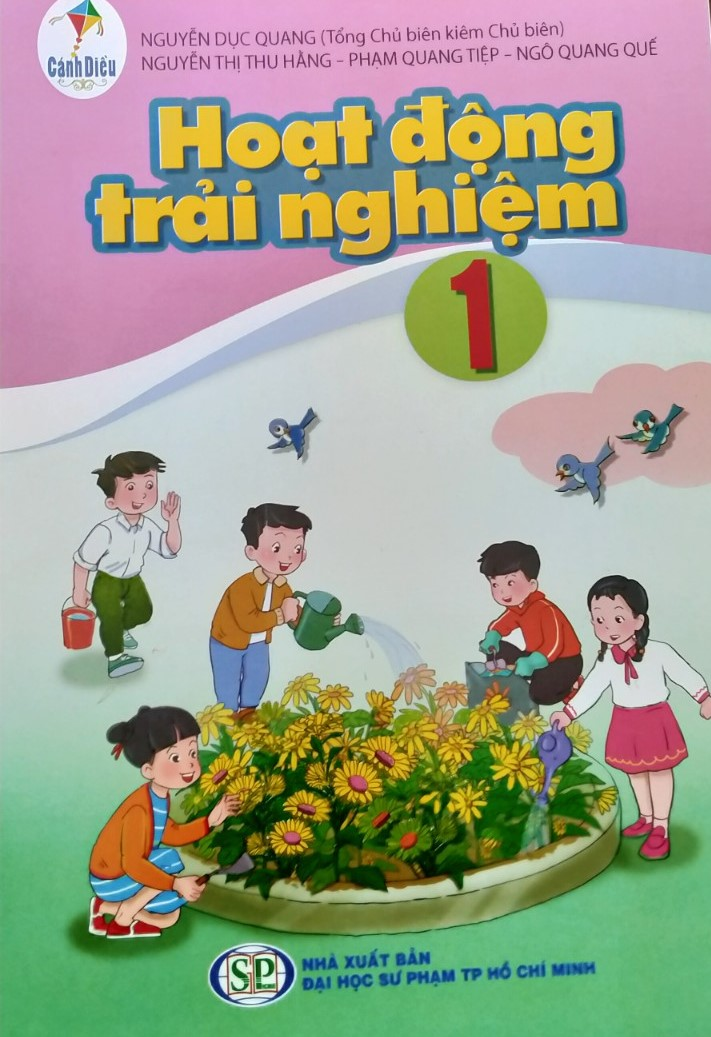 Cánh Diều
NGUYỄN DỤC QUANG (Tổng Chủ biên kiêm Chủ biên)
NGUYỄN THỊ THU HẰNG – PHẠM QUANG TIỆP – NGÔ QUANG QUẾ
Hoạt động
trải nghiệm
1
SP
NHÀ XUẤT BẢN
ĐẠI HỌC SƯ PHẠM TP HỒ CHÍ MINH